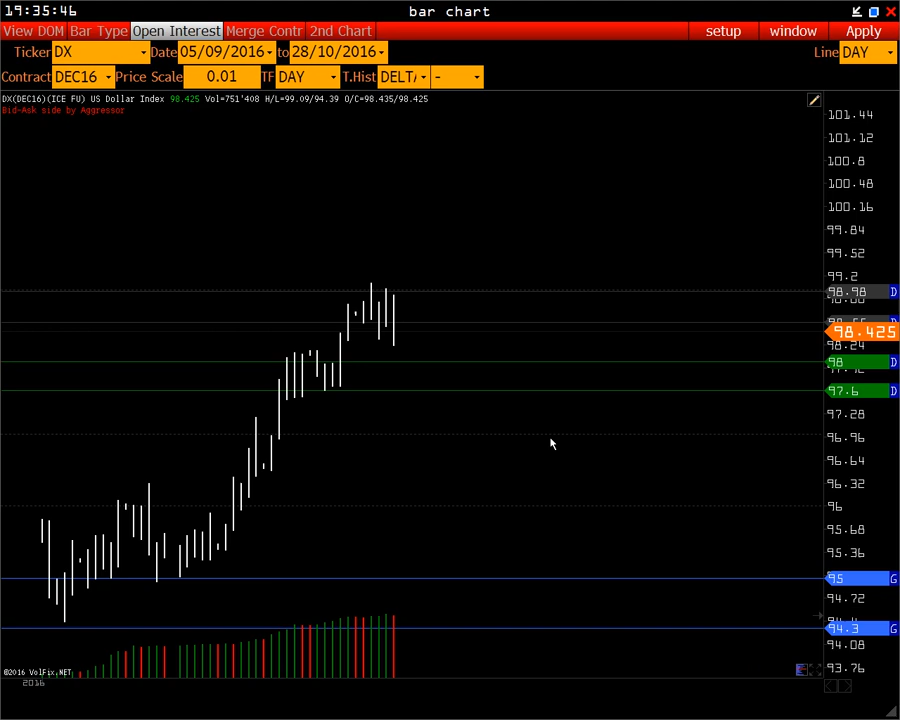 19:35:46 bar chart
View DOM Bar Type Open Interest Merge Contr 2nd Chart setup window Apply
Ticker DX Date 05/09/2016 to 28/10/2016 Line DAY
Contract DEC16 Price Scale 0.01 TF DAY T.Hist DELT - 
DX(DEC16)(ICE FU) US Dollar Index 98.425 Vol=751'408 H/L=99.09/94.39 O/C=98.435/98.425
Bid-Ask side by Aggressor
101.44
101.12
100.8
100.48
100.16
99.84
99.52
99.2
98.98 D
D
98.425
98.24
98 D
97.6 D
97.28
96.96
96.64
96.32
96
95.68
95.36
95 G
94.72
94.3 G
94.08
93.76
©2016 VolFix.NET
2016